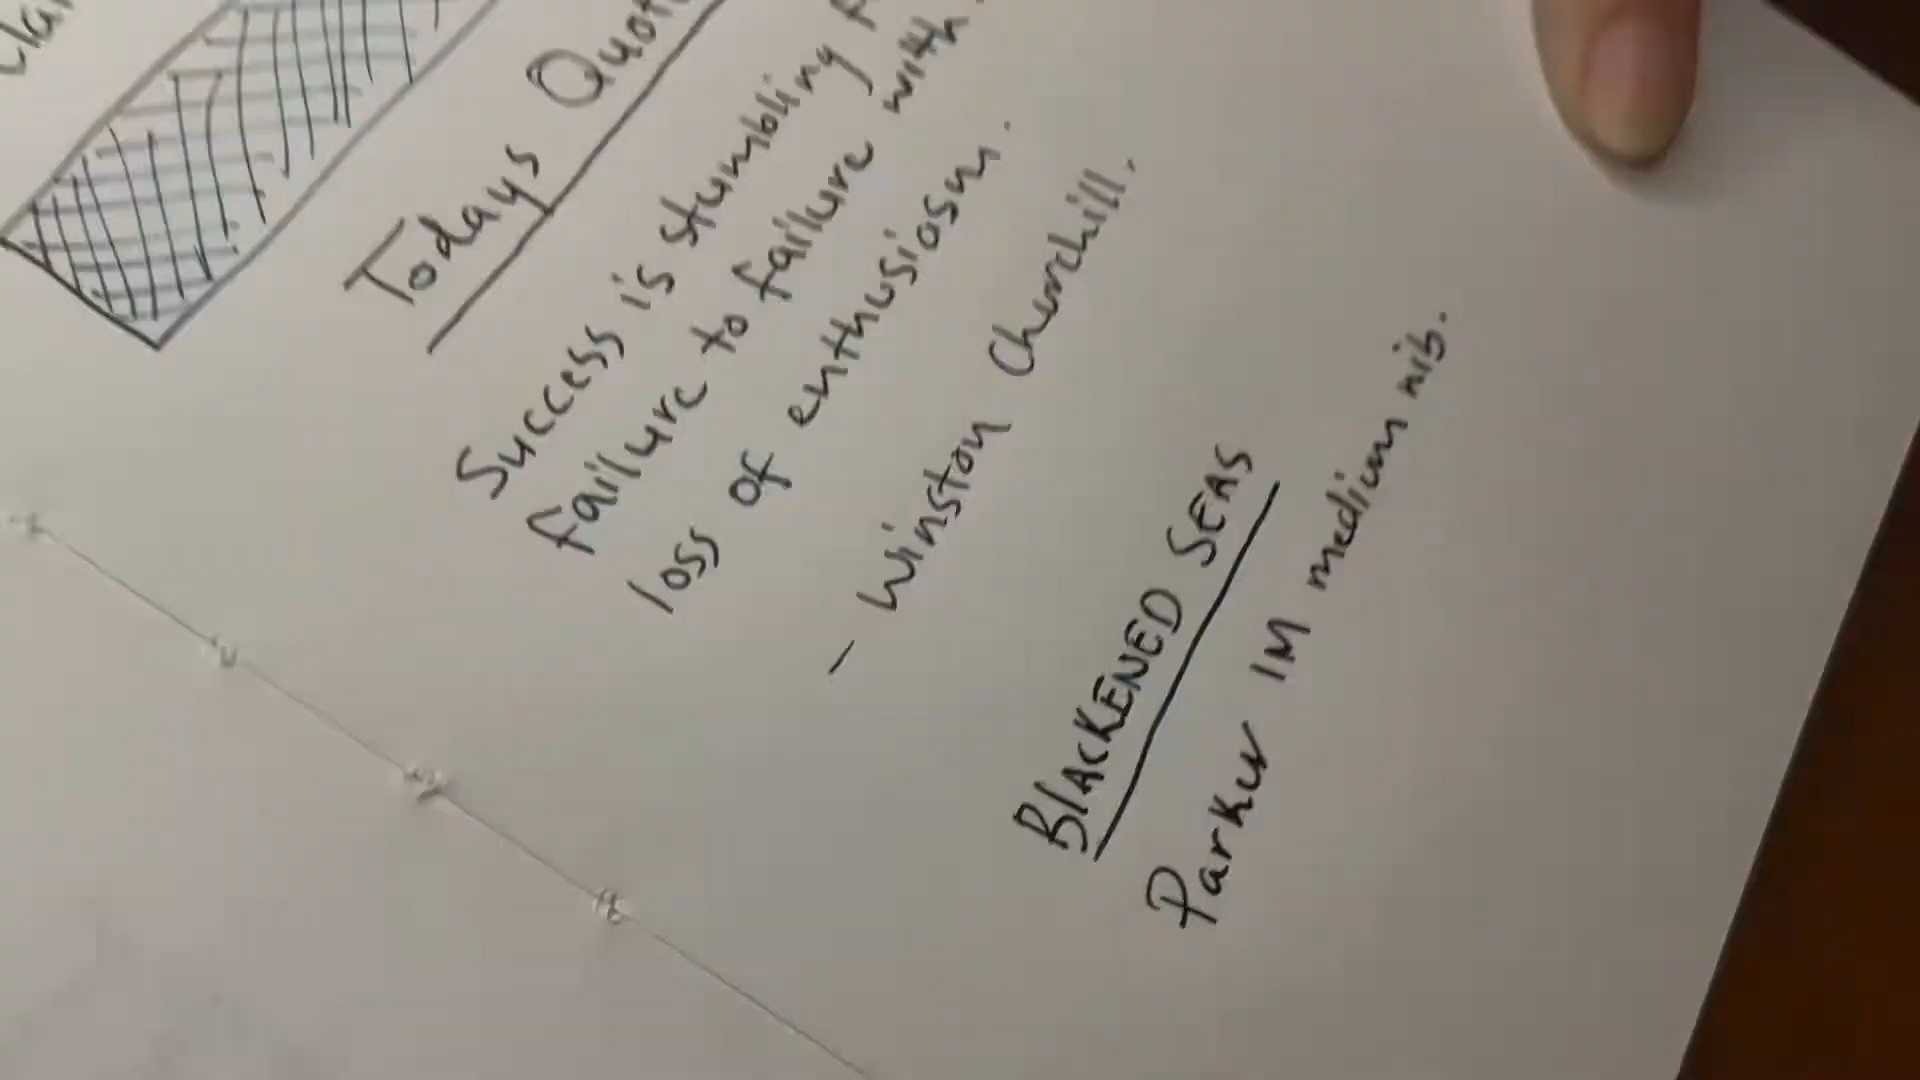 Todays
Success is stumbling
failure to failure with
loss of enthusiasm.
- Winston Churchill.
BLACKENED SEAS
Parker IM medium nib.